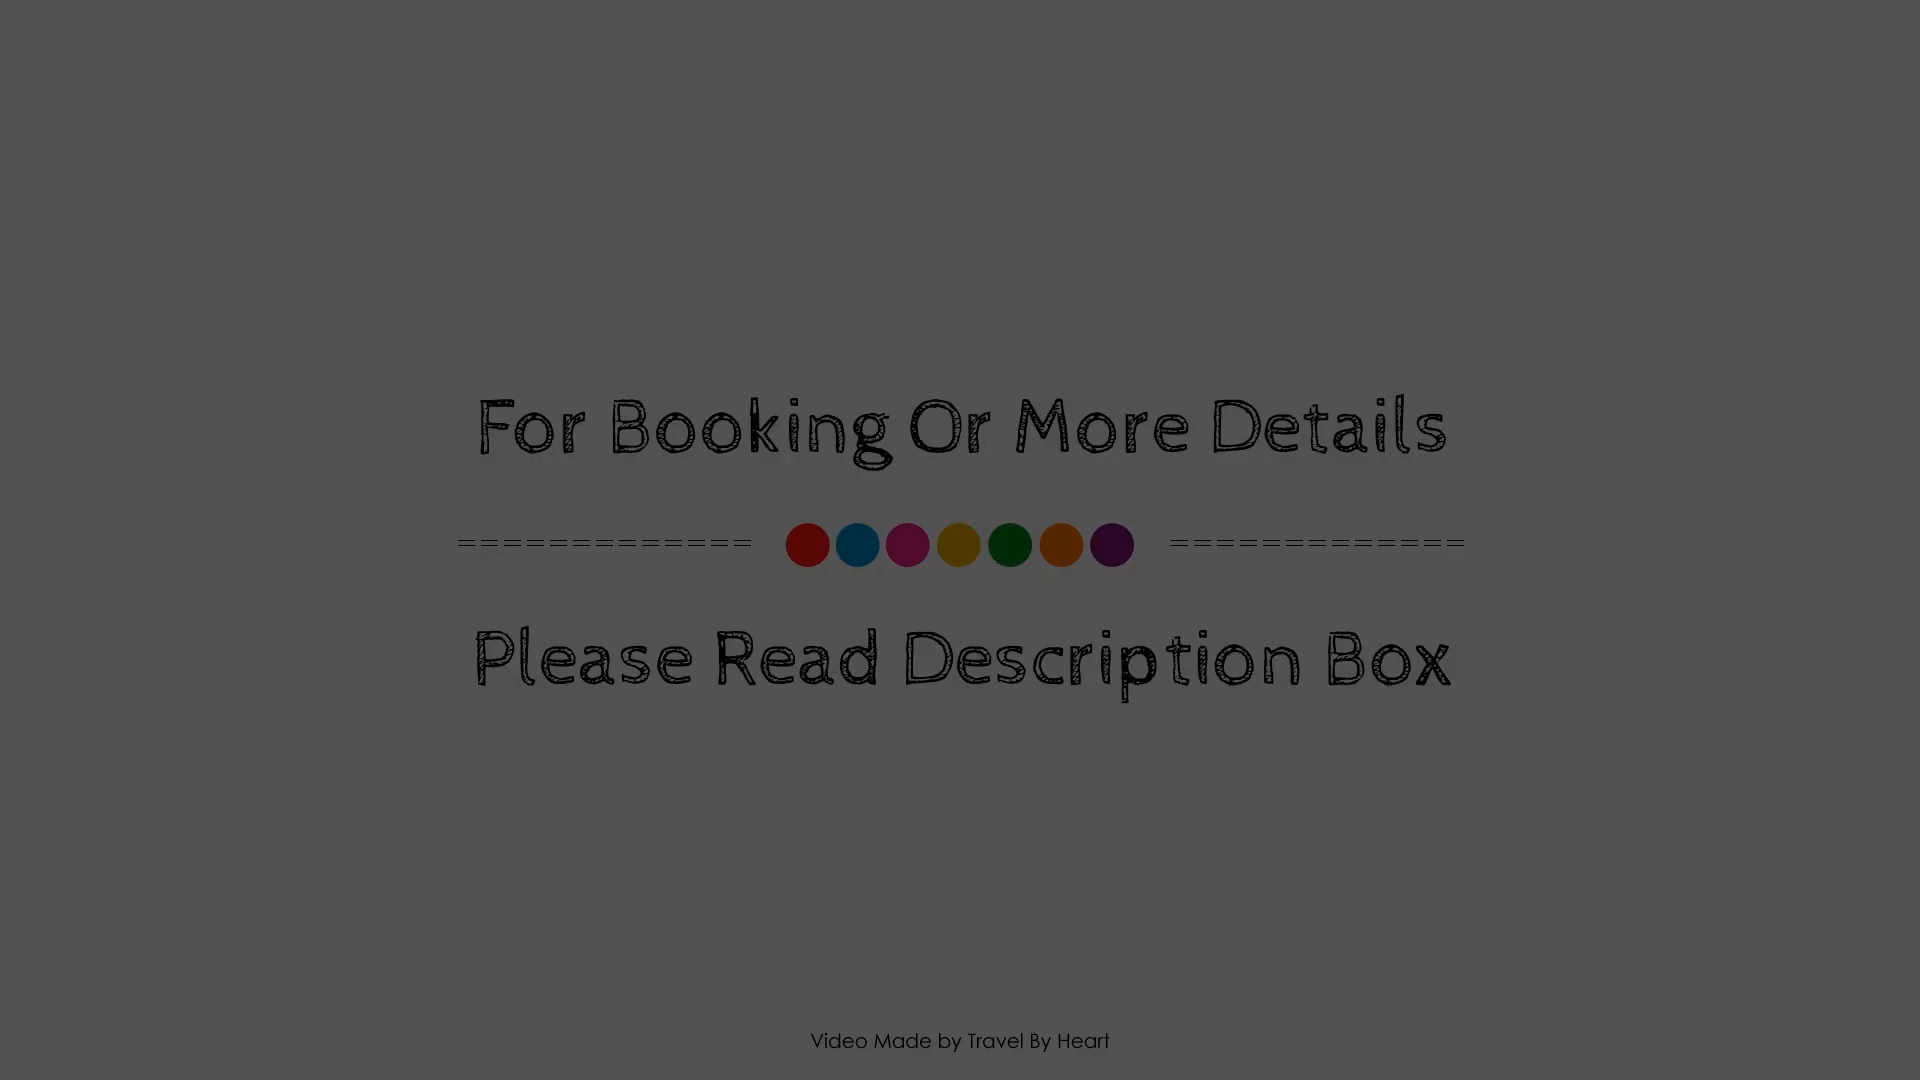 For Booking Or More Details
============= =============
Please Read Description Box
Video Made by Travel By Heart